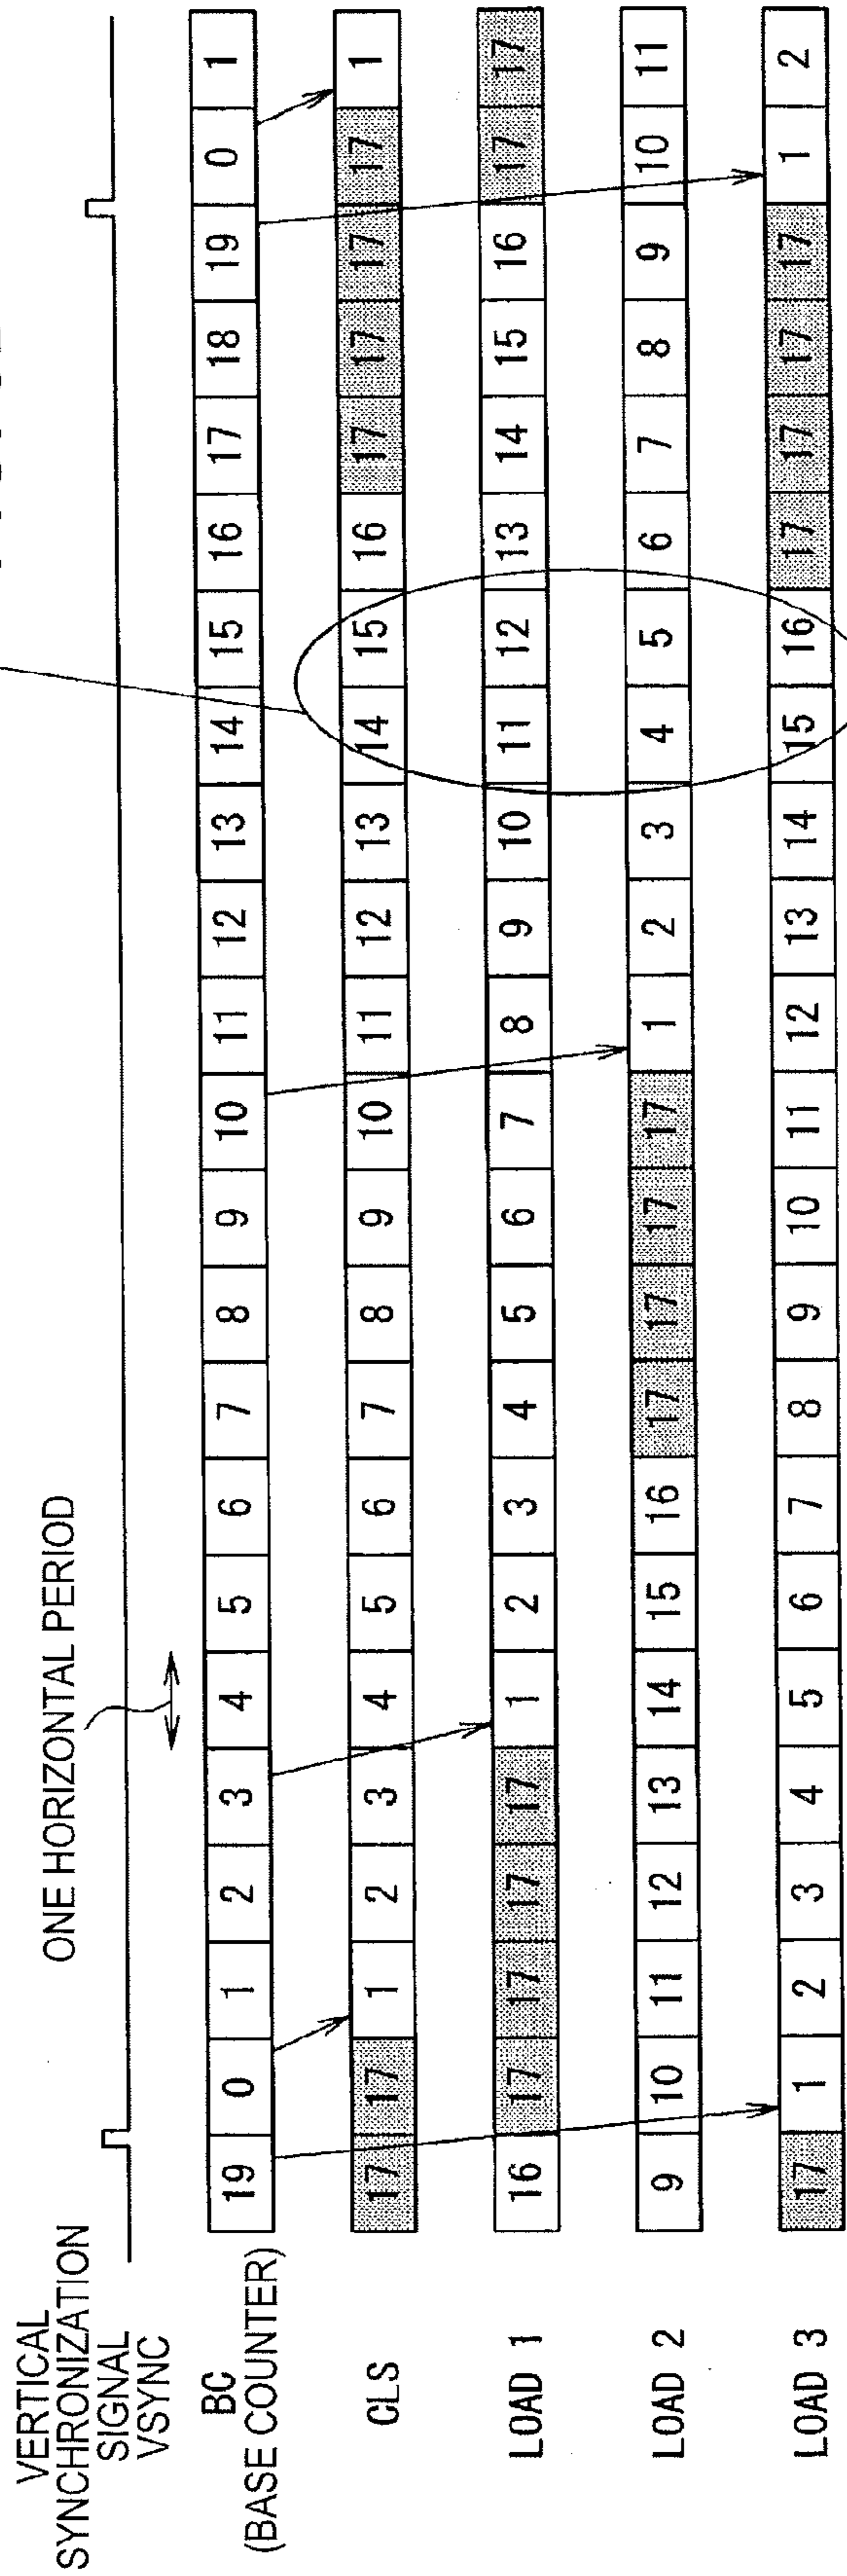 VERTICAL
SYNCHRONIZATION
SIGNAL
VSYNC
ONE HORIZONTAL PERIOD
BC 19 0 1 2 3 4 5 6 7 8 9 10 11 12 13 14 15 16 17 18 19 0 1
(BASE COUNTER)
CLS 17 17 1 2 3 4 5 6 7 8 9 10 11 12 13 14 15 16 17 17 17 17 1
LOAD 1 16 17 17 17 17 1 2 3 4 5 6 7 8 9 10 11 12 13 14 15 16 17 17
LOAD 2 9 10 11 12 13 14 15 16 17 17 17 17 1 2 3 4 5 6 7 8 9 10 11
LOAD 3 17 1 2 3 4 5 6 7 8 9 10 11 12 13 14 15 16 17 17 17 17 1 2